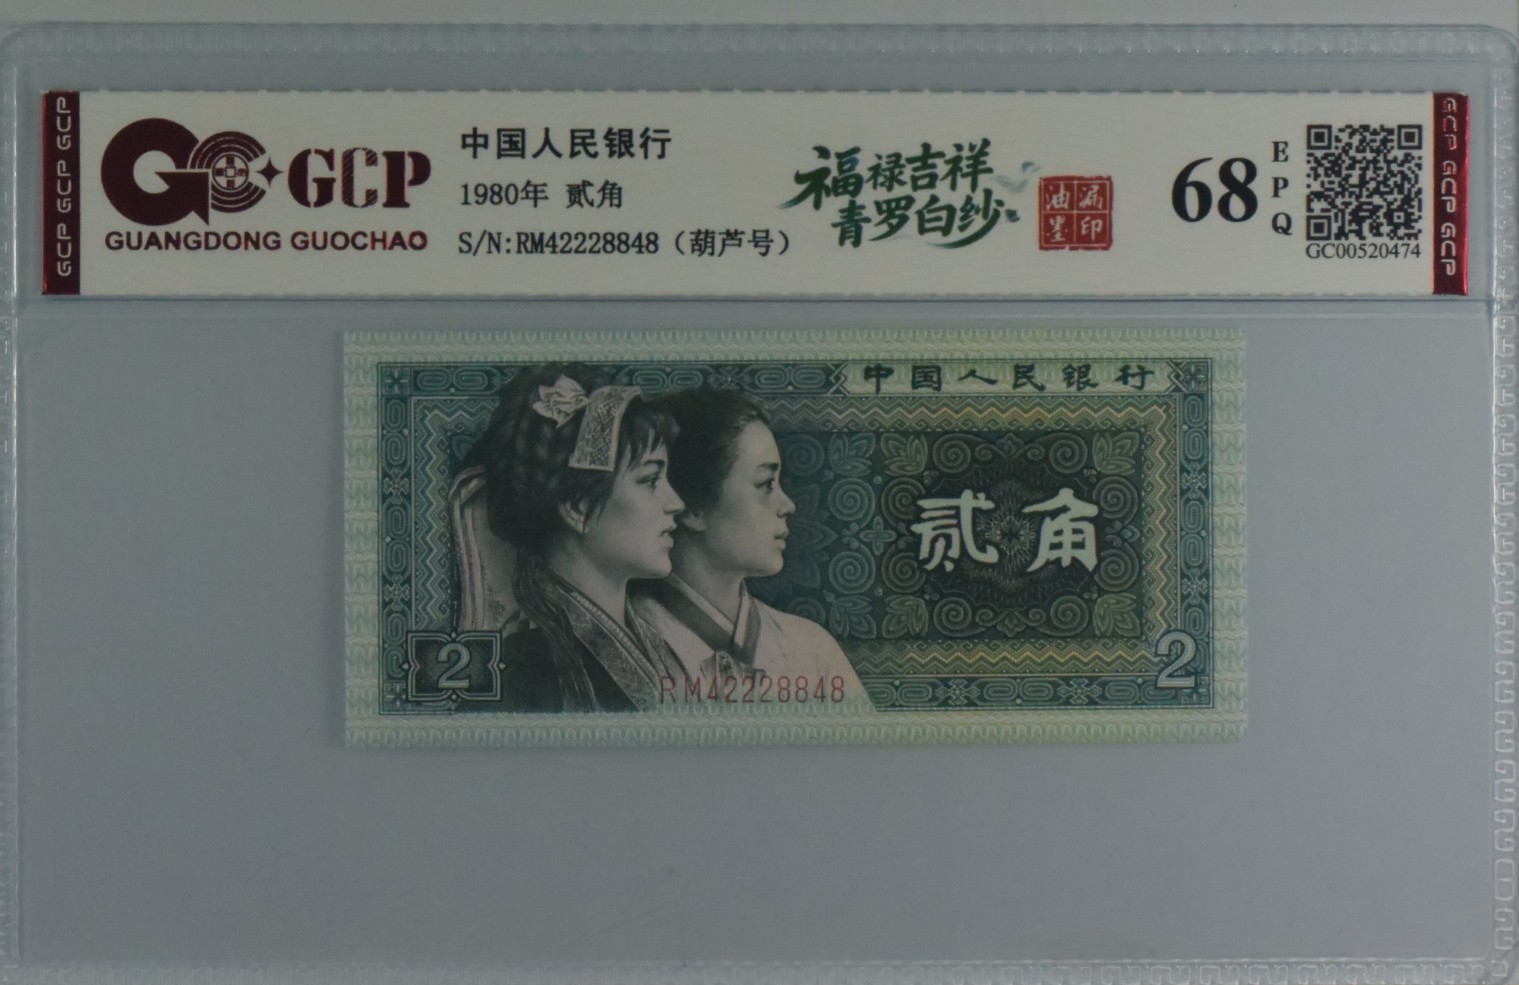 GCP GCP GCP
GCP
GUANGDONG GUOCHAO
中国人民银行
1980年 贰角
S/N:RM42228848（葫芦号）
福禄吉祥
青罗白纱
油漏
墨印
68
EPQ
GC00520474
GCP GCP GCP
中国人民银行
贰角
2
2
RM42228848